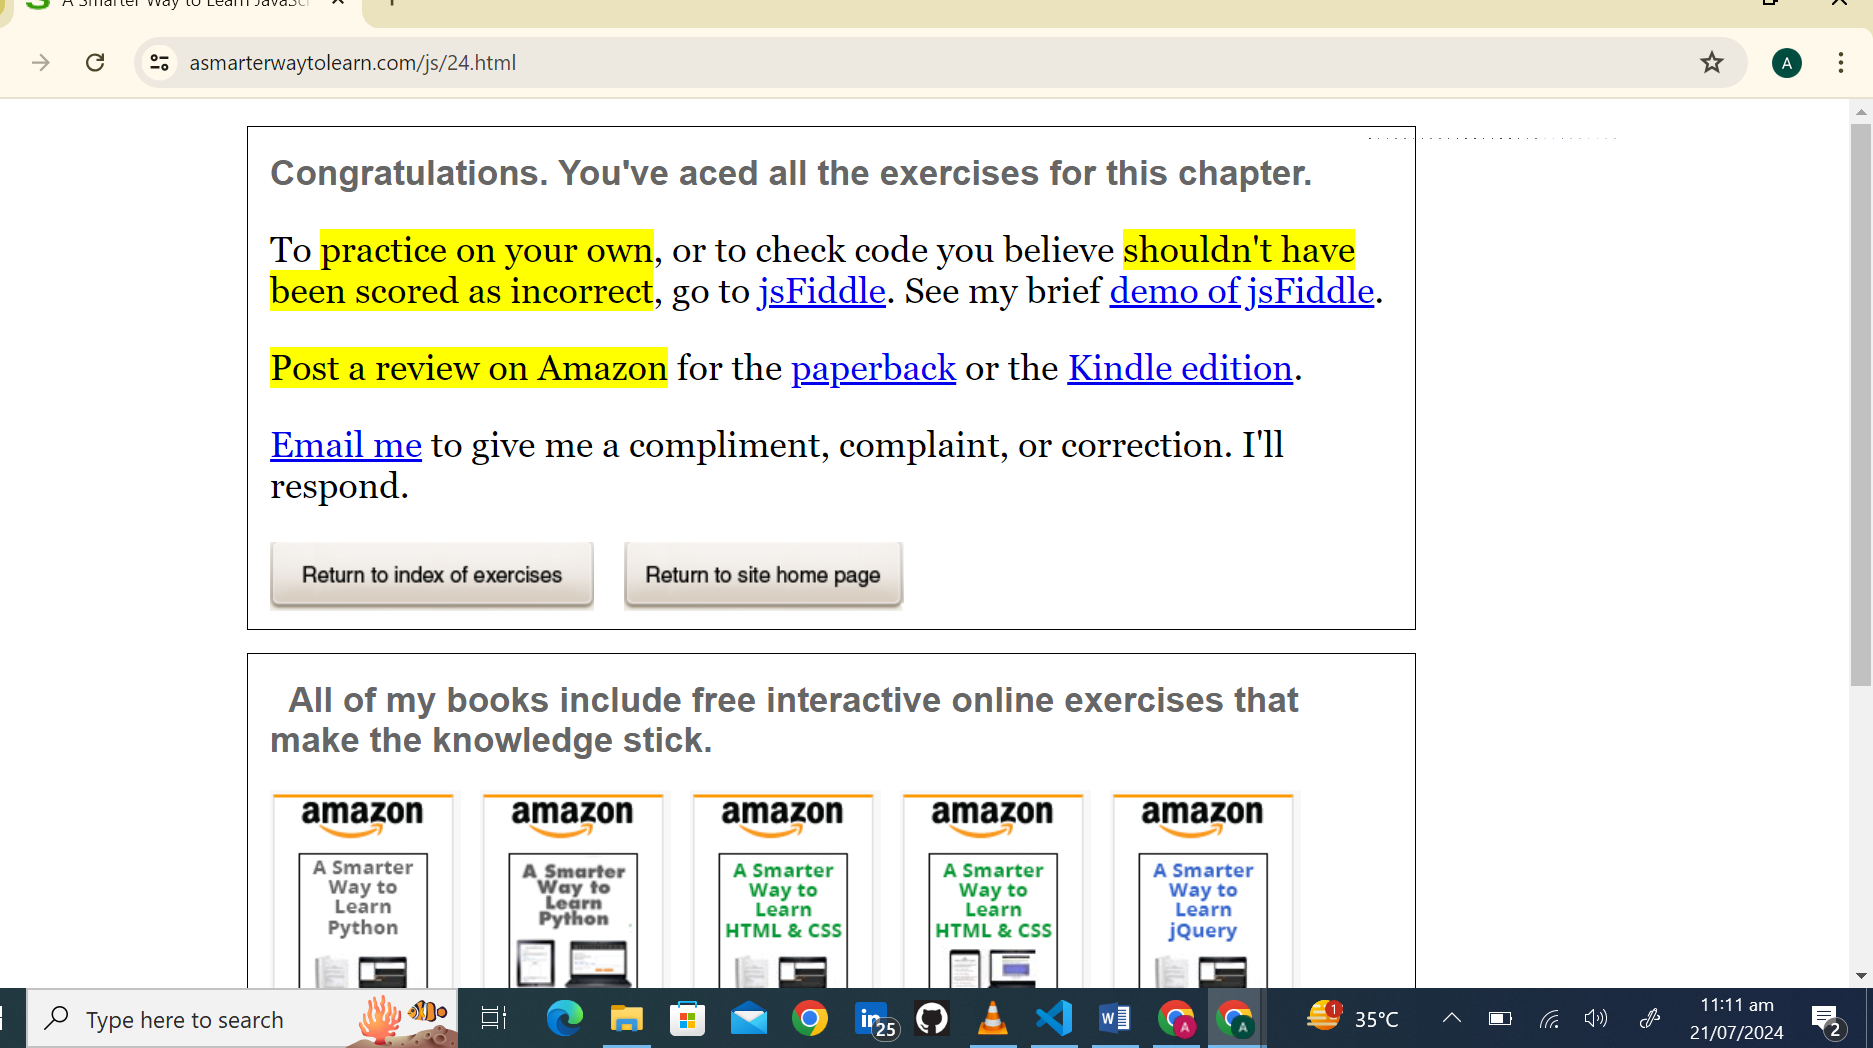 A Smarter Way to Learn JavaSc
asmarterwaytolearn.com/js/24.html
A
Congratulations. You've aced all the exercises for this chapter.
To practice on your own, or to check code you believe shouldn't have
been scored as incorrect, go to jsFiddle. See my brief demo of jsFiddle.
Post a review on Amazon for the paperback or the Kindle edition.
Email me to give me a compliment, complaint, or correction. I'll
respond.
Return to index of exercises
Return to site home page
All of my books include free interactive online exercises that
make the knowledge stick.
amazon
A Smarter
Way to
Learn
Python
amazon
A Smarter
Way to
Learn
Python
amazon
A Smarter
Way to
Learn
HTML & CSS
amazon
A Smarter
Way to
Learn
HTML & CSS
amazon
A Smarter
Way to
Learn
jQuery
Type here to search
in
25
W
A
A
1
35°C
11:11 am
21/07/2024
2